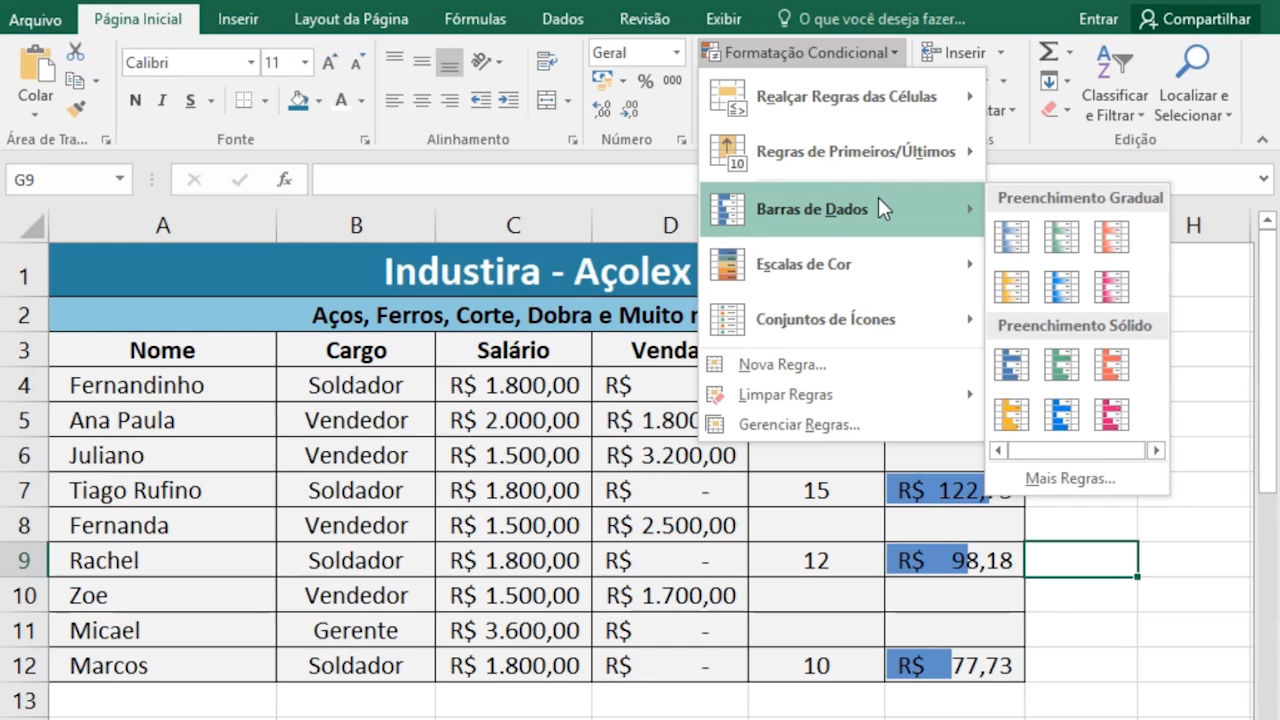 Arquivo Página Inicial Inserir Layout da Página Fórmulas Dados Revisão Exibir O que você deseja fazer... Entrar Compartilhar
Colar
Área de Tra...
Calibri 11
N I S A
Fonte
Alinhamento
Geral
% 000
Número
Formatação Condicional
Inserir
Σ
Classificar
e Filtrar
Localizar e
Selecionar
Edição
Realçar Regras das Células
Regras de Primeiros/Últimos
Barras de Dados
Escalas de Cor
Conjuntos de Ícones
Nova Regra...
Limpar Regras
Gerenciar Regras...
Preenchimento Gradual
Preenchimento Sólido
Mais Regras...
G9 fx
A B C D H
1 Industira - Açolex
2 Aços, Ferros, Corte, Dobra e Muito
3 Nome Cargo Salário Venda
4 Fernandinho Soldador R$ 1.800,00 R$
5 Ana Paula Vendedor R$ 2.000,00 R$ 1.800
6 Juliano Vendedor R$ 1.500,00 R$ 3.200,00
7 Tiago Rufino Soldador R$ 1.800,00 R$ - 15 R$ 122,
8 Fernanda Vendedor R$ 1.500,00 R$ 2.500,00
9 Rachel Soldador R$ 1.800,00 R$ - 12 R$ 98,18
10 Zoe Vendedor R$ 1.500,00 R$ 1.700,00
11 Micael Gerente R$ 3.600,00 R$ -
12 Marcos Soldador R$ 1.800,00 R$ - 10 R$ 77,73
13